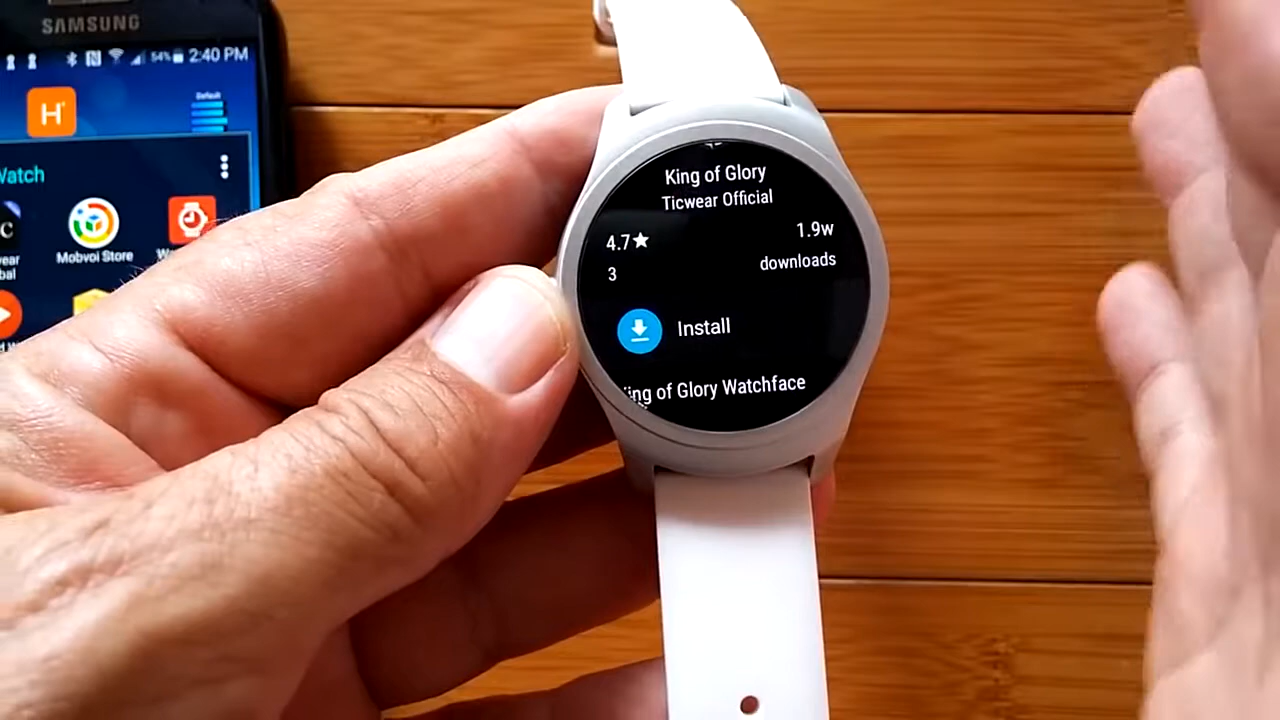 SAMSUNG
54% 2:40 PM
H
Default
Watch
Mobvoi Store
King of Glory
Ticwear Official
4.7★
1.9w
3
downloads
Install
King of Glory Watchface